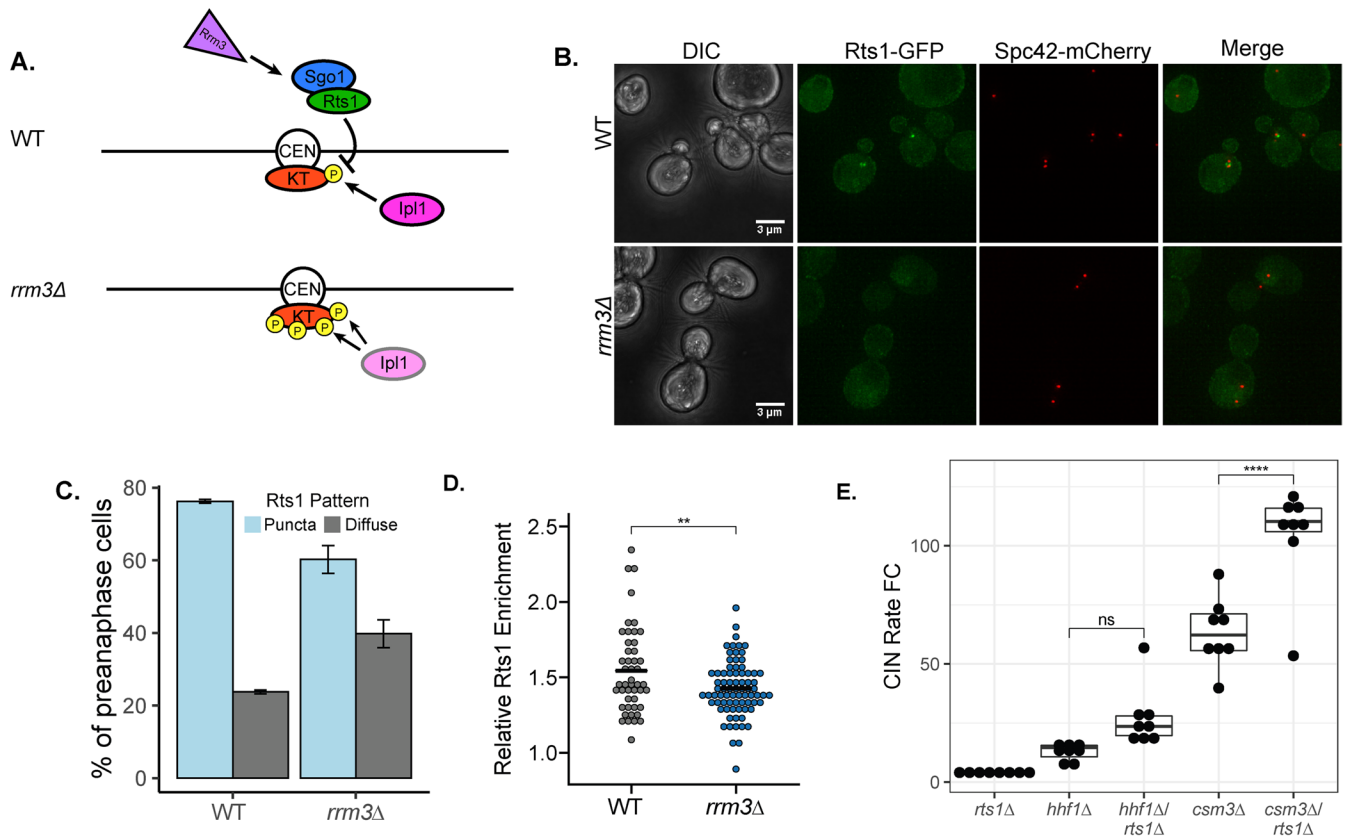 A.
Rrm3
Sgo1
Rts1
WT
CEN
KT
P
Ipl1
rrm3Δ
CEN
KT
P
P
P
P
Ipl1
B.
DIC
Rts1-GFP
Spc42-mCherry
Merge
WT
3 μm
rrm3Δ
3 μm
C.
% of preanaphase cells
80
60
40
20
0
Rts1 Pattern
Puncta
Diffuse
WT
rrm3Δ
D.
Relative Rts1 Enrichment
2.5
2.0
1.5
1.0
**
WT
rrm3Δ
E.
CIN Rate FC
100
50
0
ns
****
rts1Δ
hhf1Δ
hhf1Δ/
rts1Δ
csm3Δ
csm3Δ/
rts1Δ